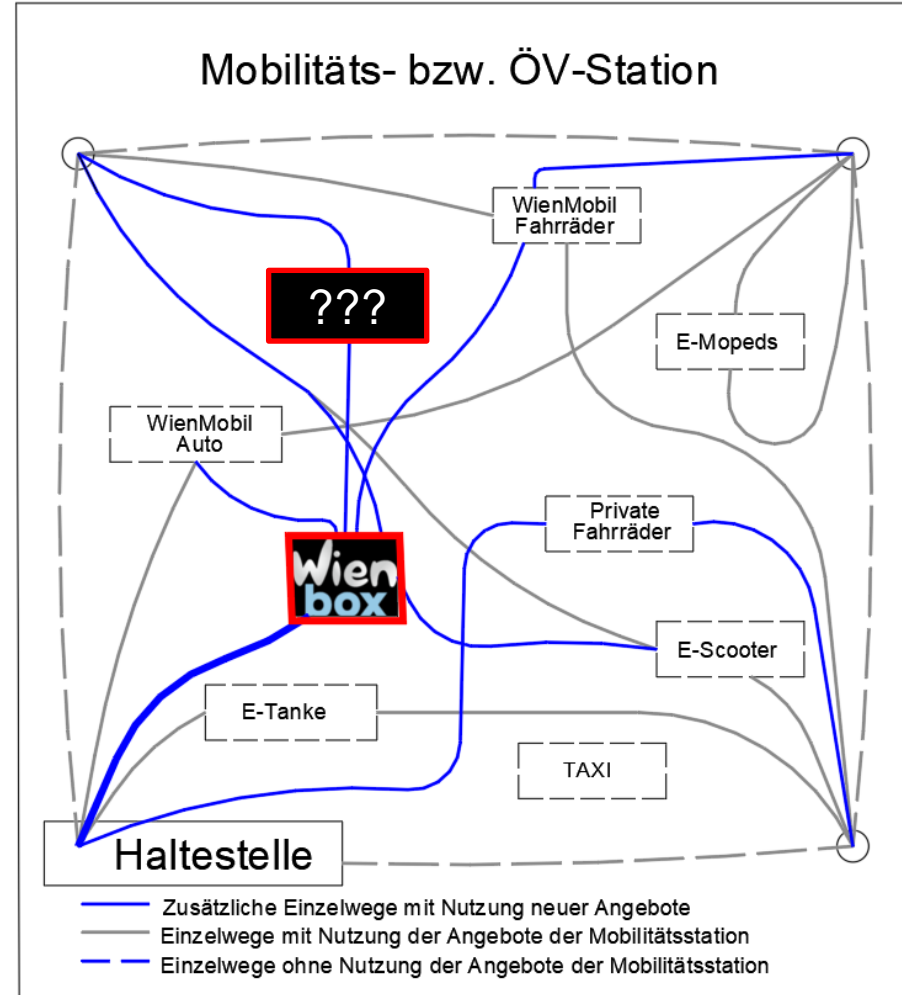 Mobilitäts- bzw. ÖV-Station
WienMobil
Fahrräder
???
E-Mopeds
WienMobil
Auto
Private
Fahrräder
Wien
box
E-Scooter
E-Tanke
TAXI
Haltestelle
Zusätzliche Einzelwege mit Nutzung neuer Angebote
Einzelwege mit Nutzung der Angebote der Mobilitätsstation
Einzelwege ohne Nutzung der Angebote der Mobilitätsstation